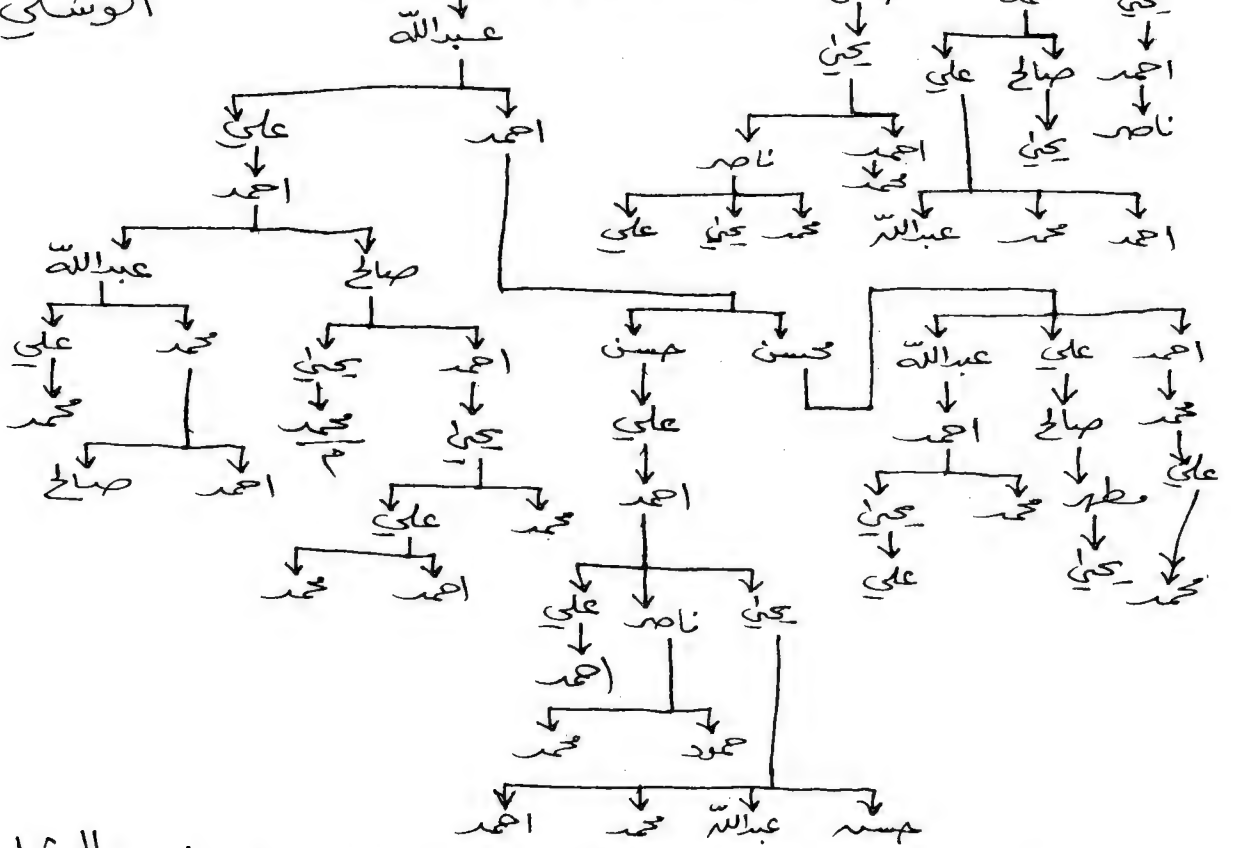 عبدالله
يحيى علي صالح احمد
علي احمد
ناصر احمد يحيى ناصر
احمد
محمد
علي يحيى محمد
عبدالله محمد احمد
عبدالله صالح
علي محمد يحيى احمد
حسن محسن
عبدالله علي احمد
محمد محمد يحيى
م
علي
احمد صالح محمد
صالح احمد
علي محمد
احمد
يحيى محمد مطهر علي
محمد احمد
علي يحيى محمد
علي ناصر يحيى
احمد
محمد حمود
احمد محمد عبدالله حسن